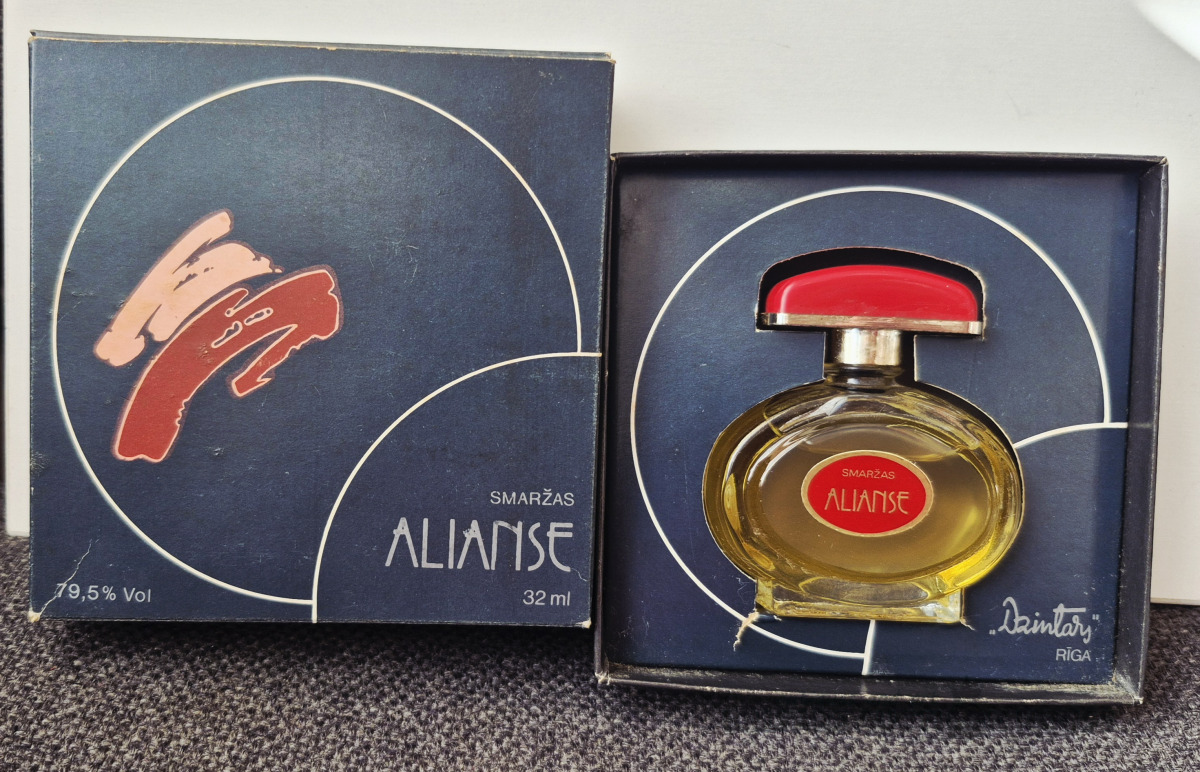 SMARŽAS
ALIANSE
79,5% Vol
32 ml
SMARŽAS
ALIANSE
„Dzintars"
RĪGA